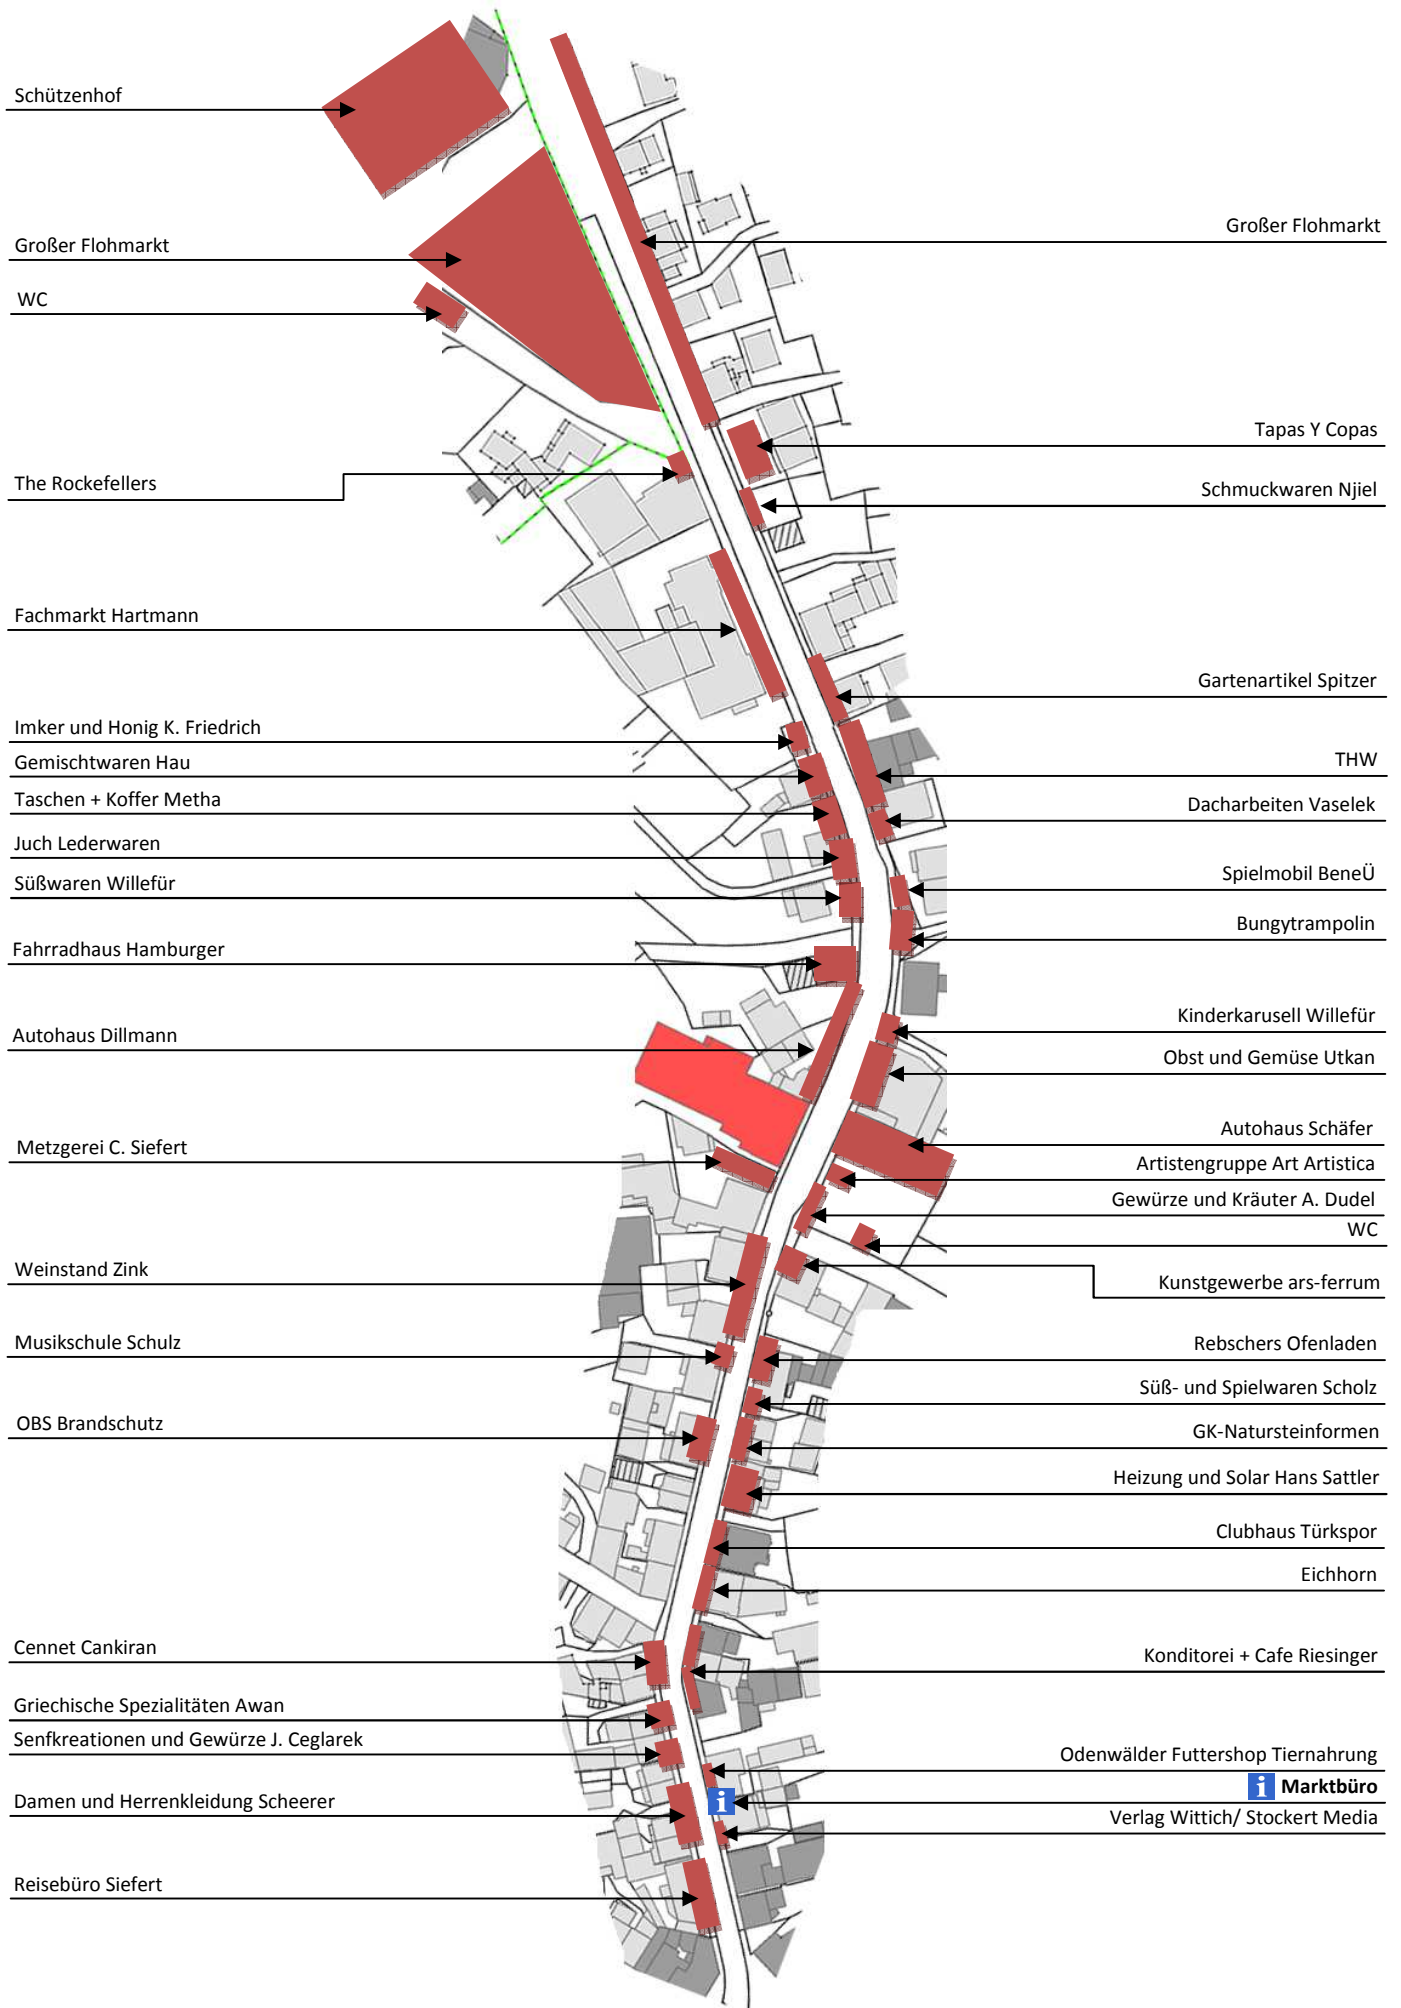 Schützenhof
Großer Flohmarkt
WC
The Rockefellers
Fachmarkt Hartmann
Imker und Honig K. Friedrich
Gemischtwaren Hau
Taschen + Koffer Metha
Juch Lederwaren
Süßwaren Willefür
Fahrradhaus Hamburger
Autohaus Dillmann
Metzgerei C. Siefert
Weinstand Zink
Musikschule Schulz
OBS Brandschutz
Cennet Cankiran
Griechische Spezialitäten Awan
Senfkreationen und Gewürze J. Ceglarek
Damen und Herrenkleidung Scheerer
Reisebüro Siefert
Großer Flohmarkt
Tapas Y Copas
Schmuckwaren Njiel
Gartenartikel Spitzer
THW
Dacharbeiten Vaselek
Spielmobil BeneÜ
Bungytrampolin
Kinderkarusell Willefür
Obst und Gemüse Utkan
Autohaus Schäfer
Artistengruppe Art Artistica
Gewürze und Kräuter A. Dudel
WC
Kunstgewerbe ars-ferrum
Rebschers Ofenladen
Süß- und Spielwaren Scholz
GK-Natursteinformen
Heizung und Solar Hans Sattler
Clubhaus Türkspor
Eichhorn
Konditorei + Cafe Riesinger
Odenwälder Futtershop Tiernahrung
i Marktbüro
i
Verlag Wittich/ Stockert Media